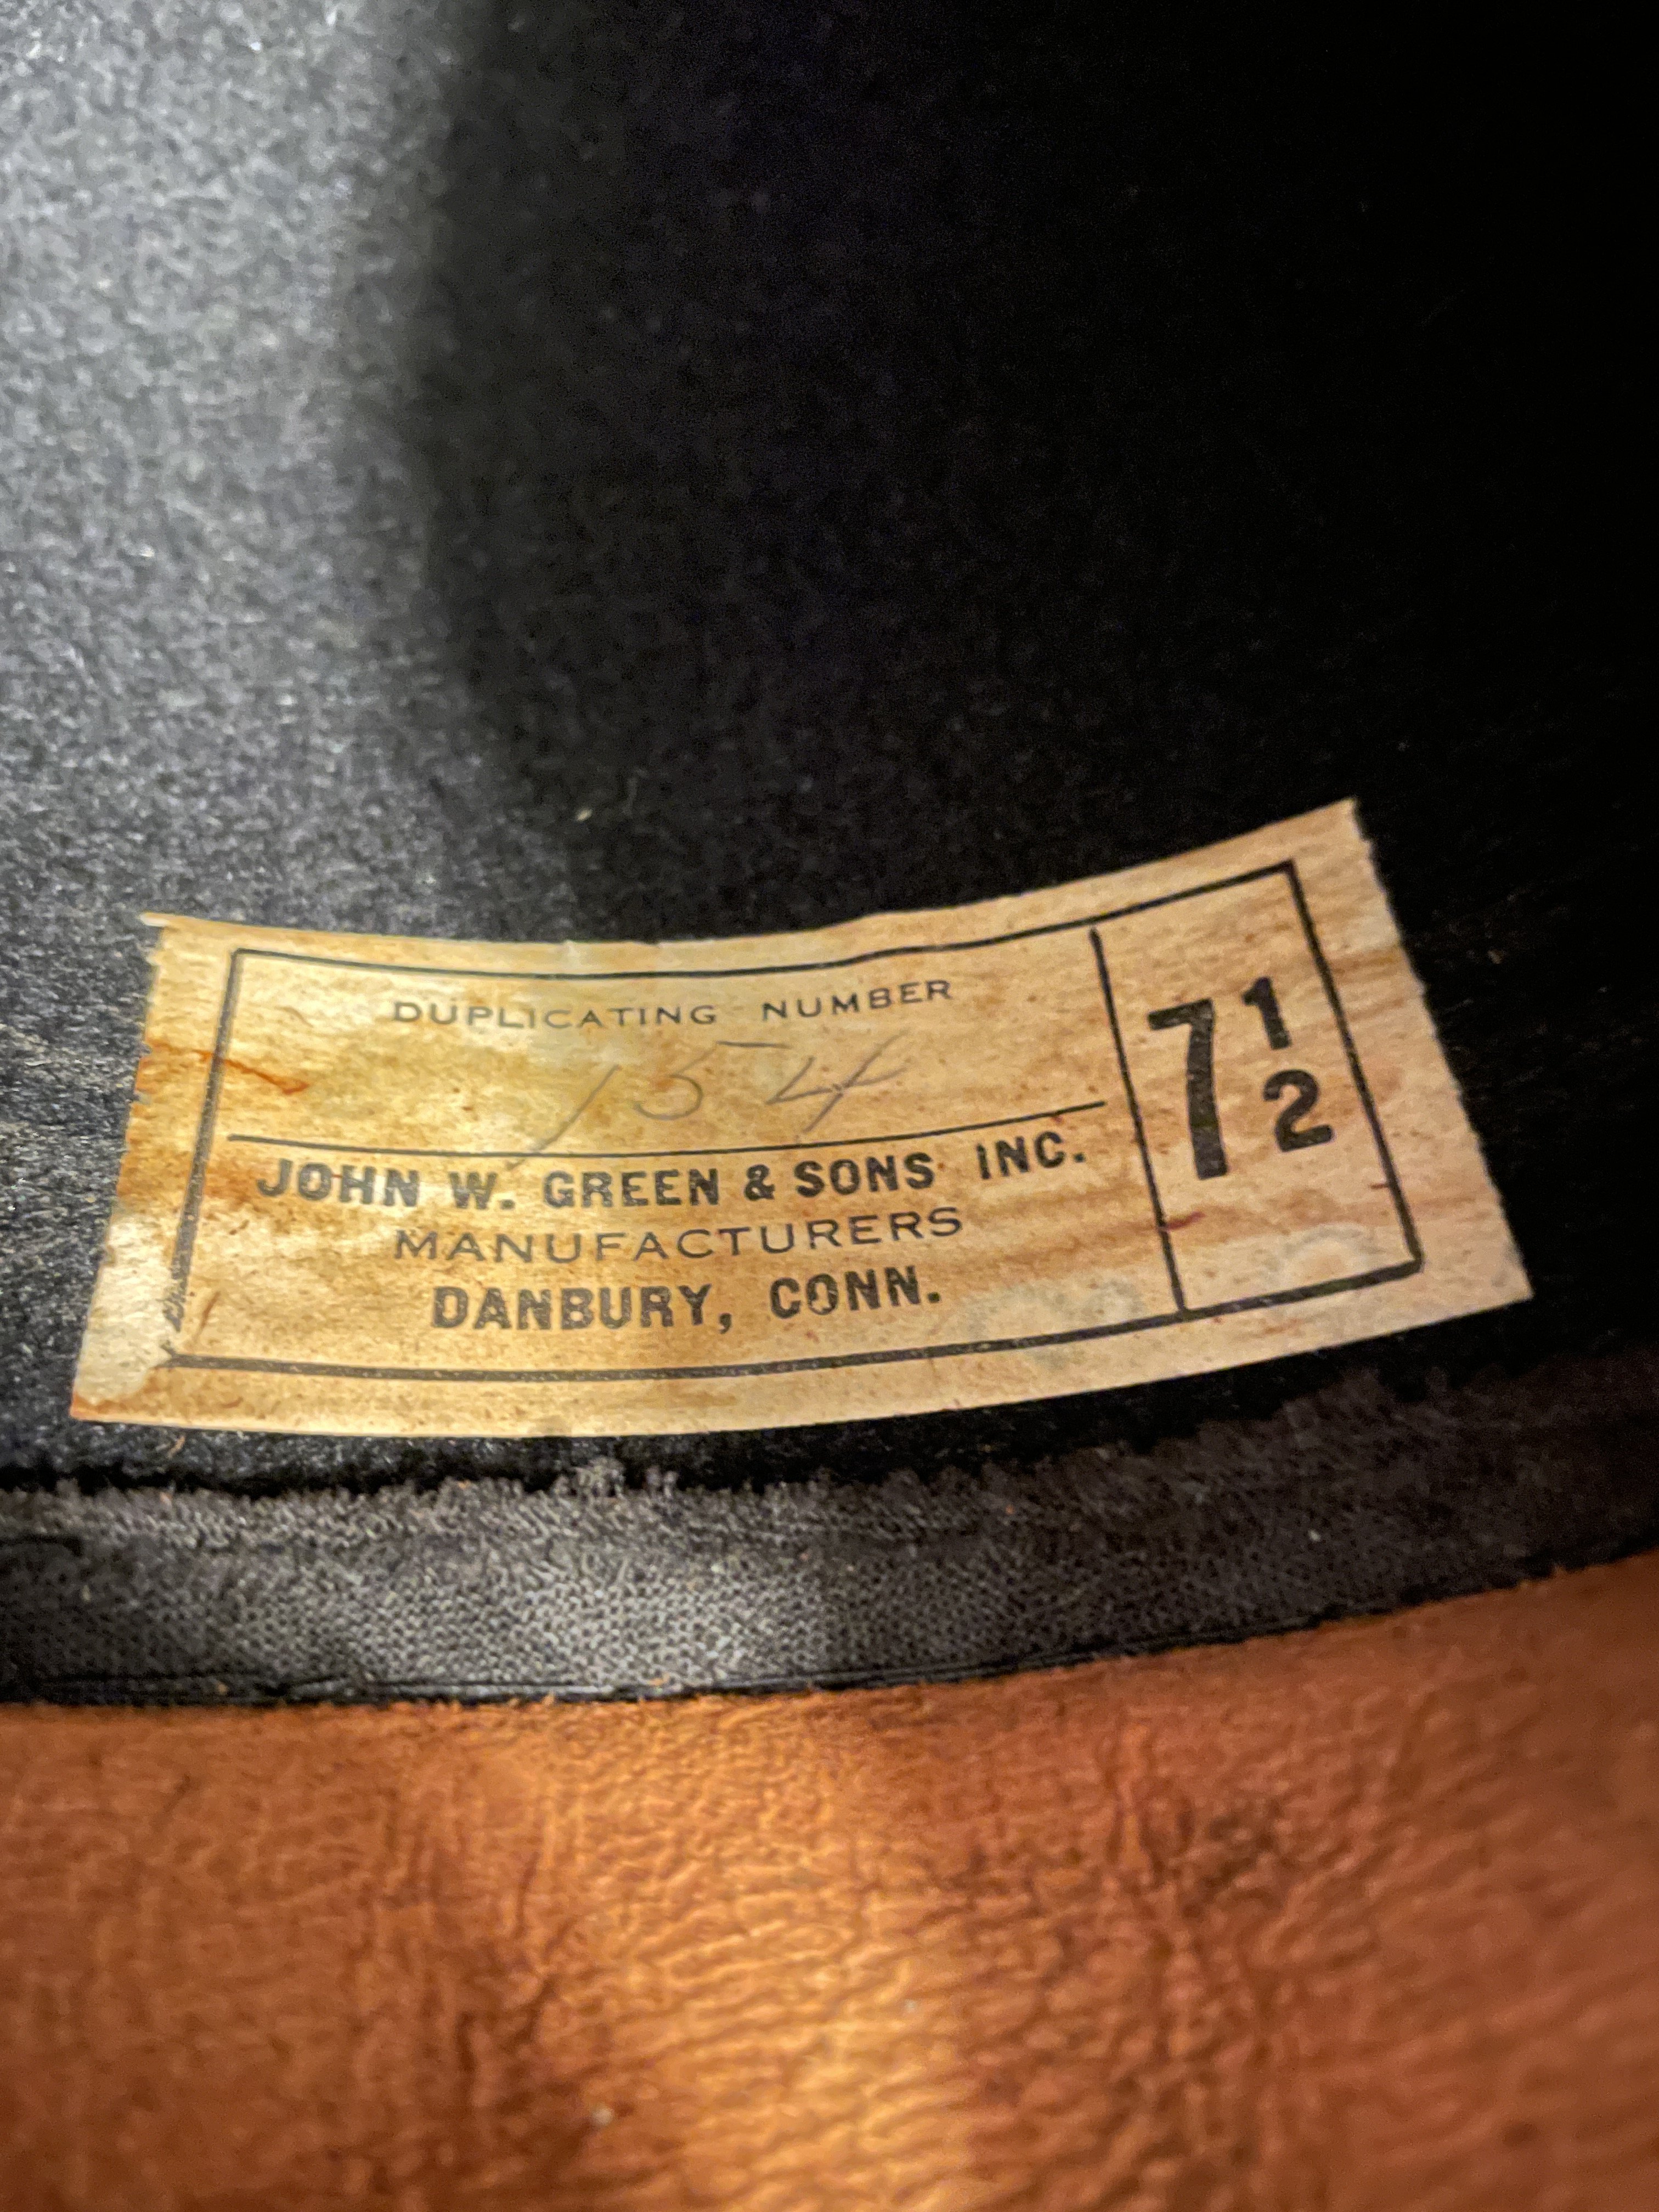 DUPLICATING NUMBER
154
JOHN W. GREEN & SONS INC.
MANUFACTURERS
DANBURY, CONN.
7 1/2